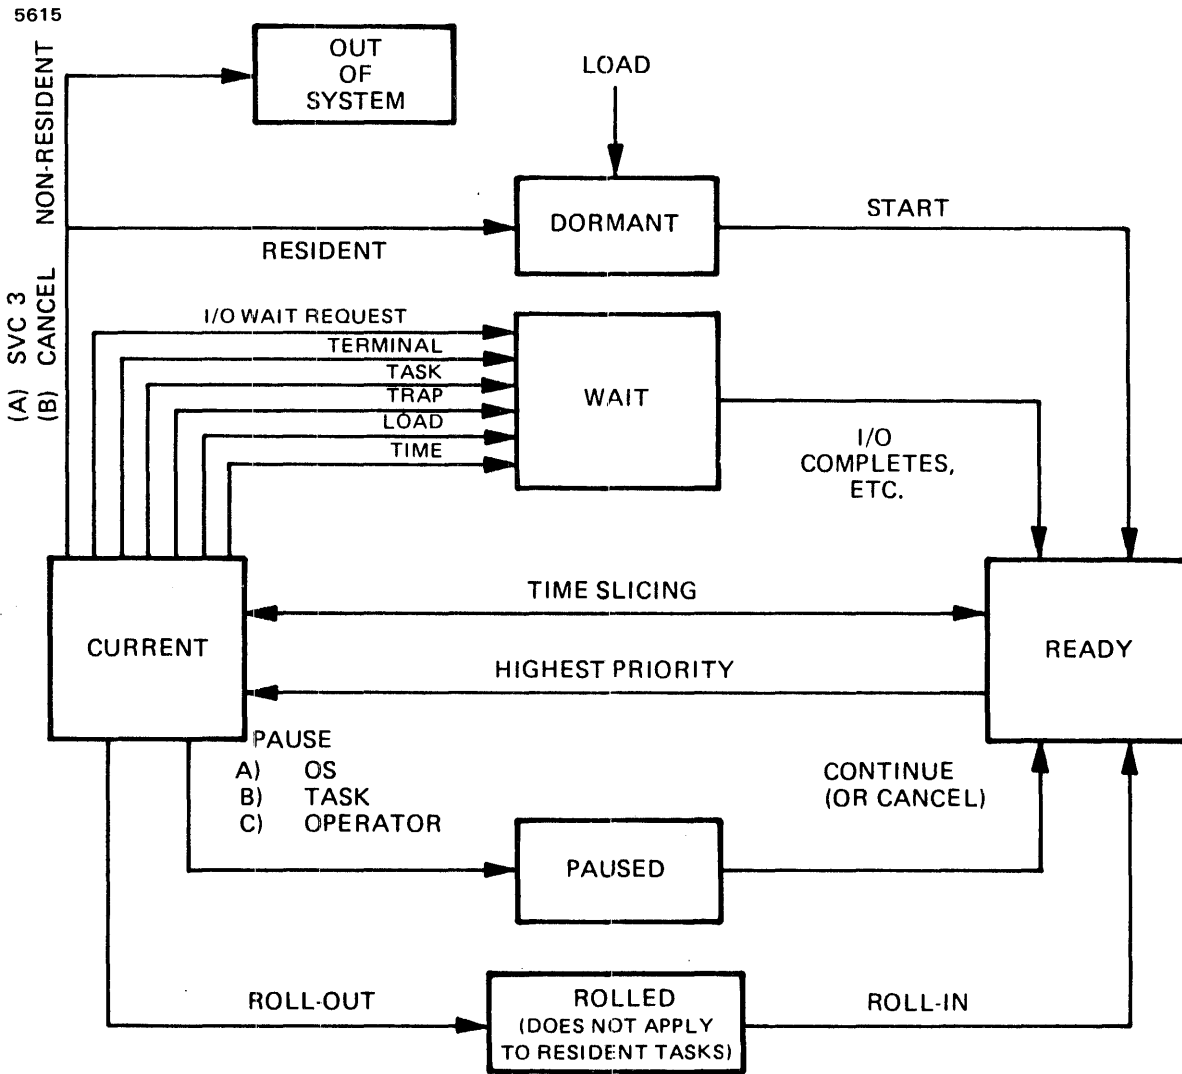 5615
OUT
OF
SYSTEM
LOAD
NON-RESIDENT
DORMANT
START
RESIDENT
(A) SVC 3
(B) CANCEL
I/O WAIT REQUEST
TERMINAL
TASK
TRAP
LOAD
TIME
WAIT
I/O
COMPLETES,
ETC.
TIME SLICING
CURRENT
READY
HIGHEST PRIORITY
PAUSE
A) OS
B) TASK
C) OPERATOR
CONTINUE
(OR CANCEL)
PAUSED
ROLL-OUT
ROLLED
(DOES NOT APPLY
TO RESIDENT TASKS)
ROLL-IN